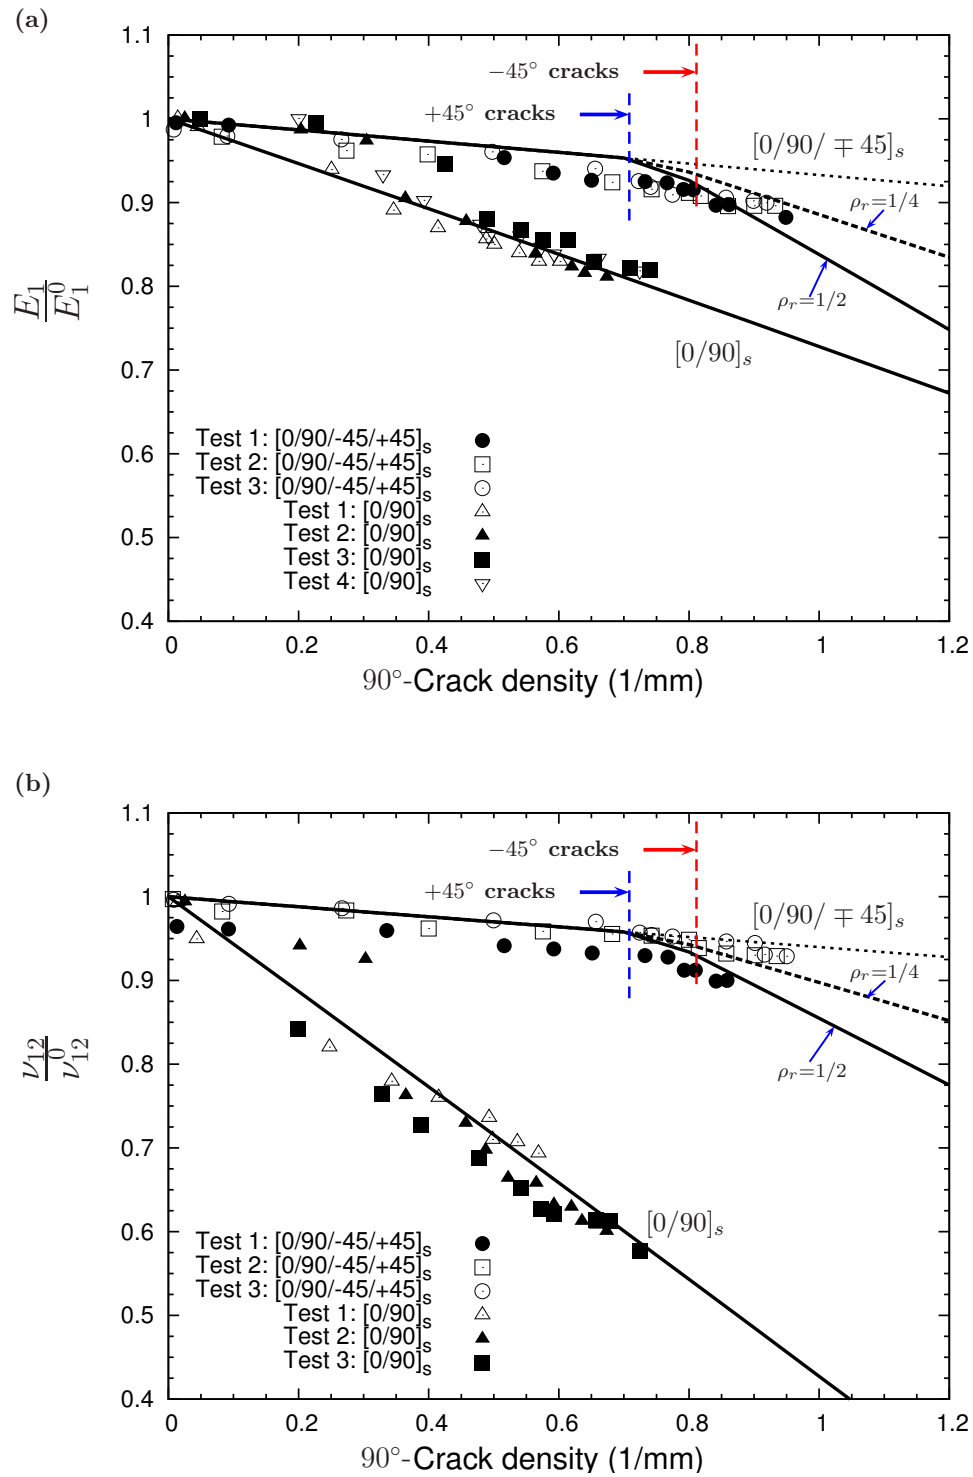 (a)
1.1
1
0.9
0.8
0.7
0.6
0.5
0.4
E₁/E₁⁰
−45° cracks
+45° cracks
[0/90/ ∓ 45]ₛ
ρᵣ=1/4
ρᵣ=1/2
[0/90]ₛ
Test 1: [0/90/-45/+45]ₛ
Test 2: [0/90/-45/+45]ₛ
Test 3: [0/90/-45/+45]ₛ
Test 1: [0/90]ₛ
Test 2: [0/90]ₛ
Test 3: [0/90]ₛ
Test 4: [0/90]ₛ
0 0.2 0.4 0.6 0.8 1 1.2
90°-Crack density (1/mm)
(b)
1.1
1
0.9
0.8
0.7
0.6
0.5
0.4
ν₁₂/ν₁₂⁰
−45° cracks
+45° cracks
[0/90/ ∓ 45]ₛ
ρᵣ=1/4
ρᵣ=1/2
[0/90]ₛ
Test 1: [0/90/-45/+45]ₛ
Test 2: [0/90/-45/+45]ₛ
Test 3: [0/90/-45/+45]ₛ
Test 1: [0/90]ₛ
Test 2: [0/90]ₛ
Test 3: [0/90]ₛ
0 0.2 0.4 0.6 0.8 1 1.2
90°-Crack density (1/mm)